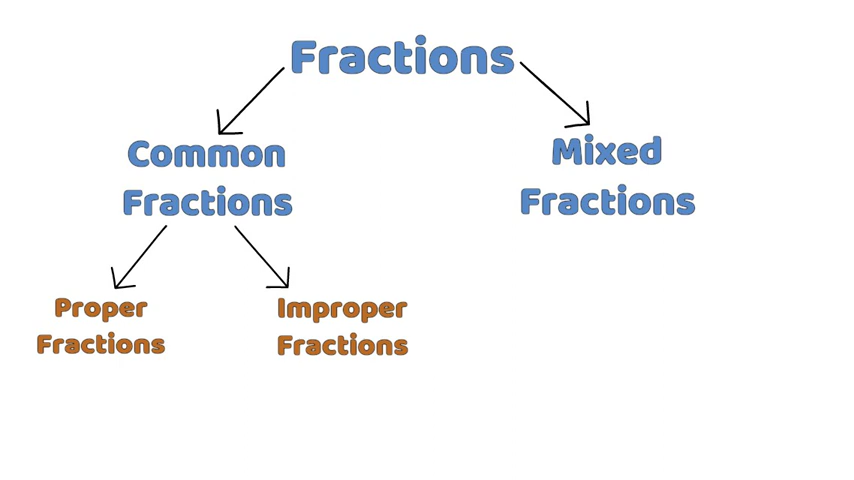 Fractions
Common
Fractions
Mixed
Fractions
Proper
Fractions
Improper
Fractions